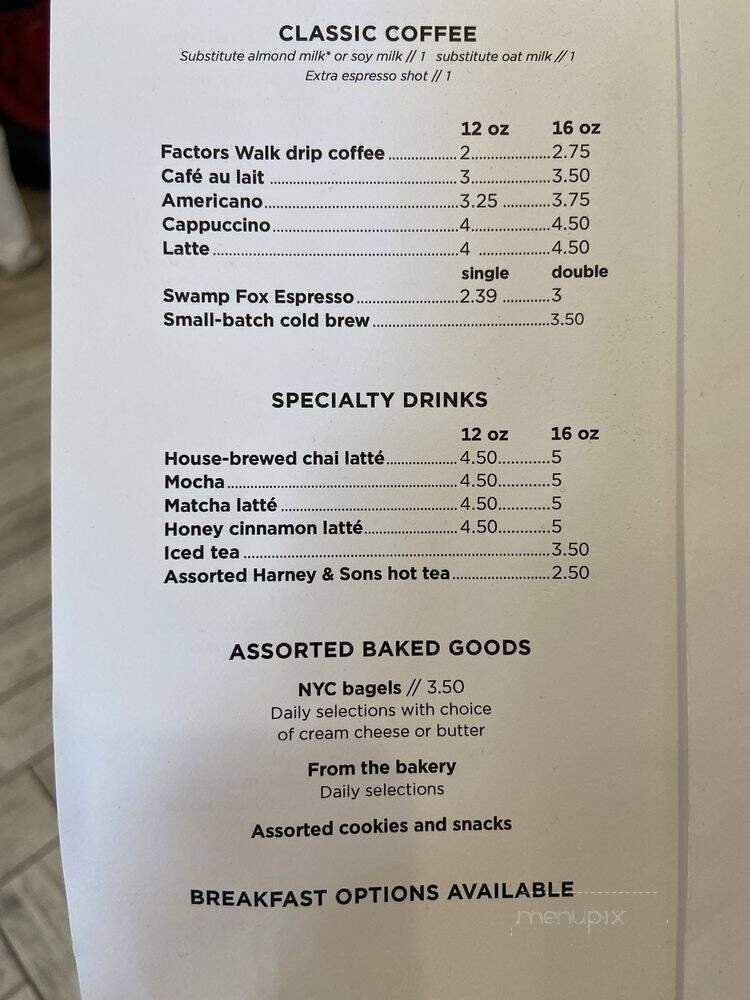 CLASSIC COFFEE
Substitute almond milk* or soy milk // 1 substitute oat milk // 1
Extra espresso shot // 1
12 oz 16 oz
Factors Walk drip coffee ................. 2 .................... 2.75
Café au lait ............................................. 3 .................... 3.50
Americano ............................................... 3.25 ............ 3.75
Cappuccino ............................................. 4 .................... 4.50
Latte ........................................................... 4 .................. 4.50
single double
Swamp Fox Espresso ......................... 2.39 ............ 3
Small-batch cold brew ............................................. 3.50
SPECIALTY DRINKS
12 oz 16 oz
House-brewed chai latté .................. 4.50 ............. 5
Mocha ........................................................ 4.50 ............. 5
Matcha latté ........................................... 4.50 ............. 5
Honey cinnamon latté ....................... 4.50 ............. 5
Iced tea ............................................................................. 3.50
Assorted Harney & Sons hot tea ........................ 2.50
ASSORTED BAKED GOODS
NYC bagels // 3.50
Daily selections with choice
of cream cheese or butter
From the bakery
Daily selections
Assorted cookies and snacks
BREAKFAST OPTIONS AVAILABLE
menupix